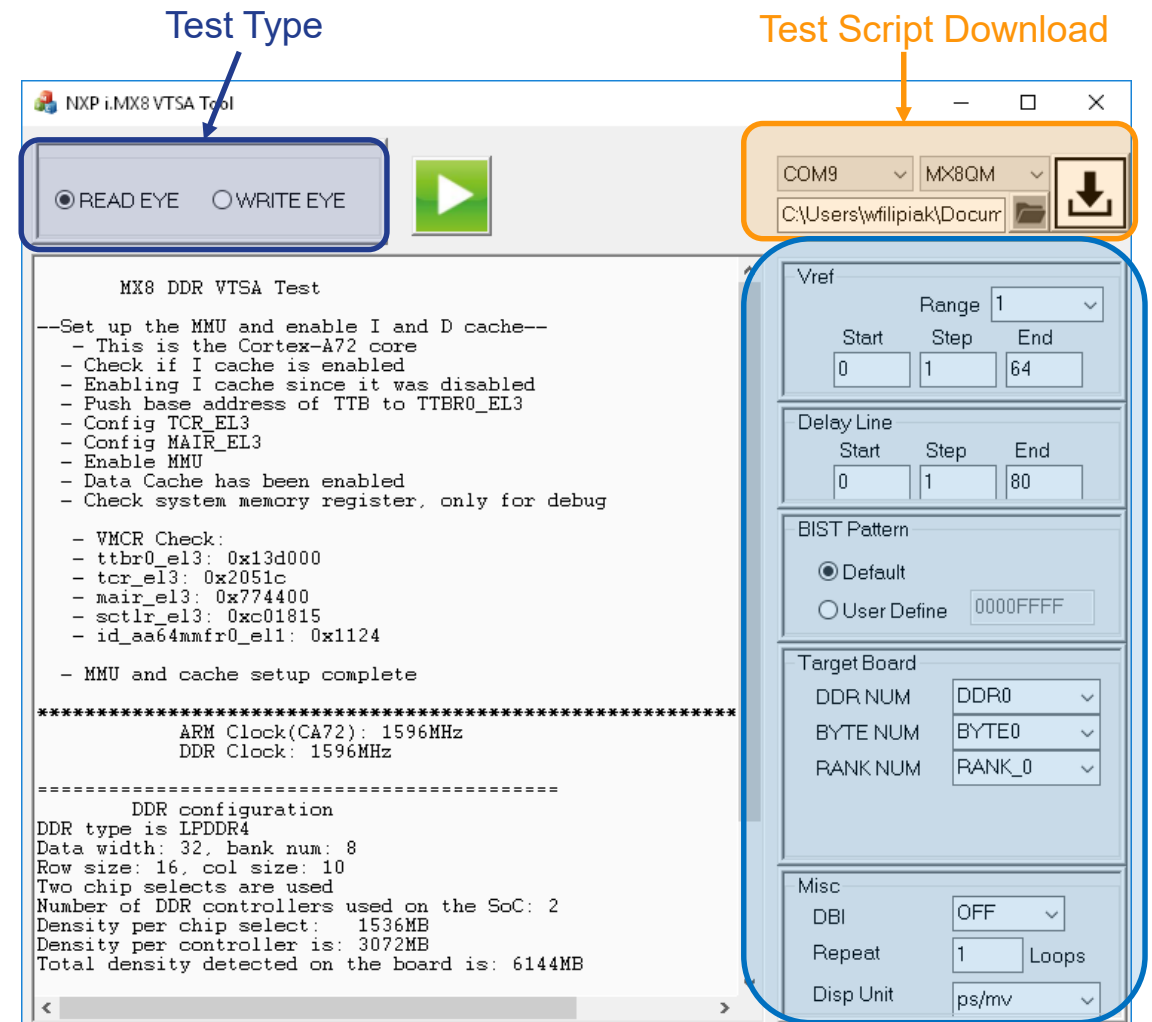 Test Type
Test Script Download
NXP i.MX8 VTSA Tool
READ EYE WRITE EYE
COM9 MX8QM
C:\Users\wfilipiak\Docum
MX8 DDR VTSA Test
--Set up the MMU and enable I and D cache--
- This is the Cortex-A72 core
- Check if I cache is enabled
- Enabling I cache since it was disabled
- Push base address of TTB to TTBR0_EL3
- Config TCR_EL3
- Config MAIR_EL3
- Enable MMU
- Data Cache has been enabled
- Check system memory register, only for debug
- VMCR Check:
- ttbr0_el3: 0x13d000
- tcr_el3: 0x2051c
- mair_el3: 0x774400
- sctlr_el3: 0xc01815
- id_aa64mmfr0_el1: 0x1124
- MMU and cache setup complete
************************************************************
ARM Clock(CA72): 1596MHz
DDR Clock: 1596MHz
============================================
DDR configuration
DDR type is LPDDR4
Data width: 32, bank num: 8
Row size: 16, col size: 10
Two chip selects are used
Number of DDR controllers used on the SoC: 2
Density per chip select: 1536MB
Density per controller is: 3072MB
Total density detected on the board is: 6144MB
Vref
Range 1
Start Step End
0 1 64
Delay Line
Start Step End
0 1 80
BIST Pattern
Default
User Define 0000FFFF
Target Board
DDR NUM DDR0
BYTE NUM BYTE0
RANK NUM RANK_0
Misc
DBI OFF
Repeat 1 Loops
Disp Unit ps/mv